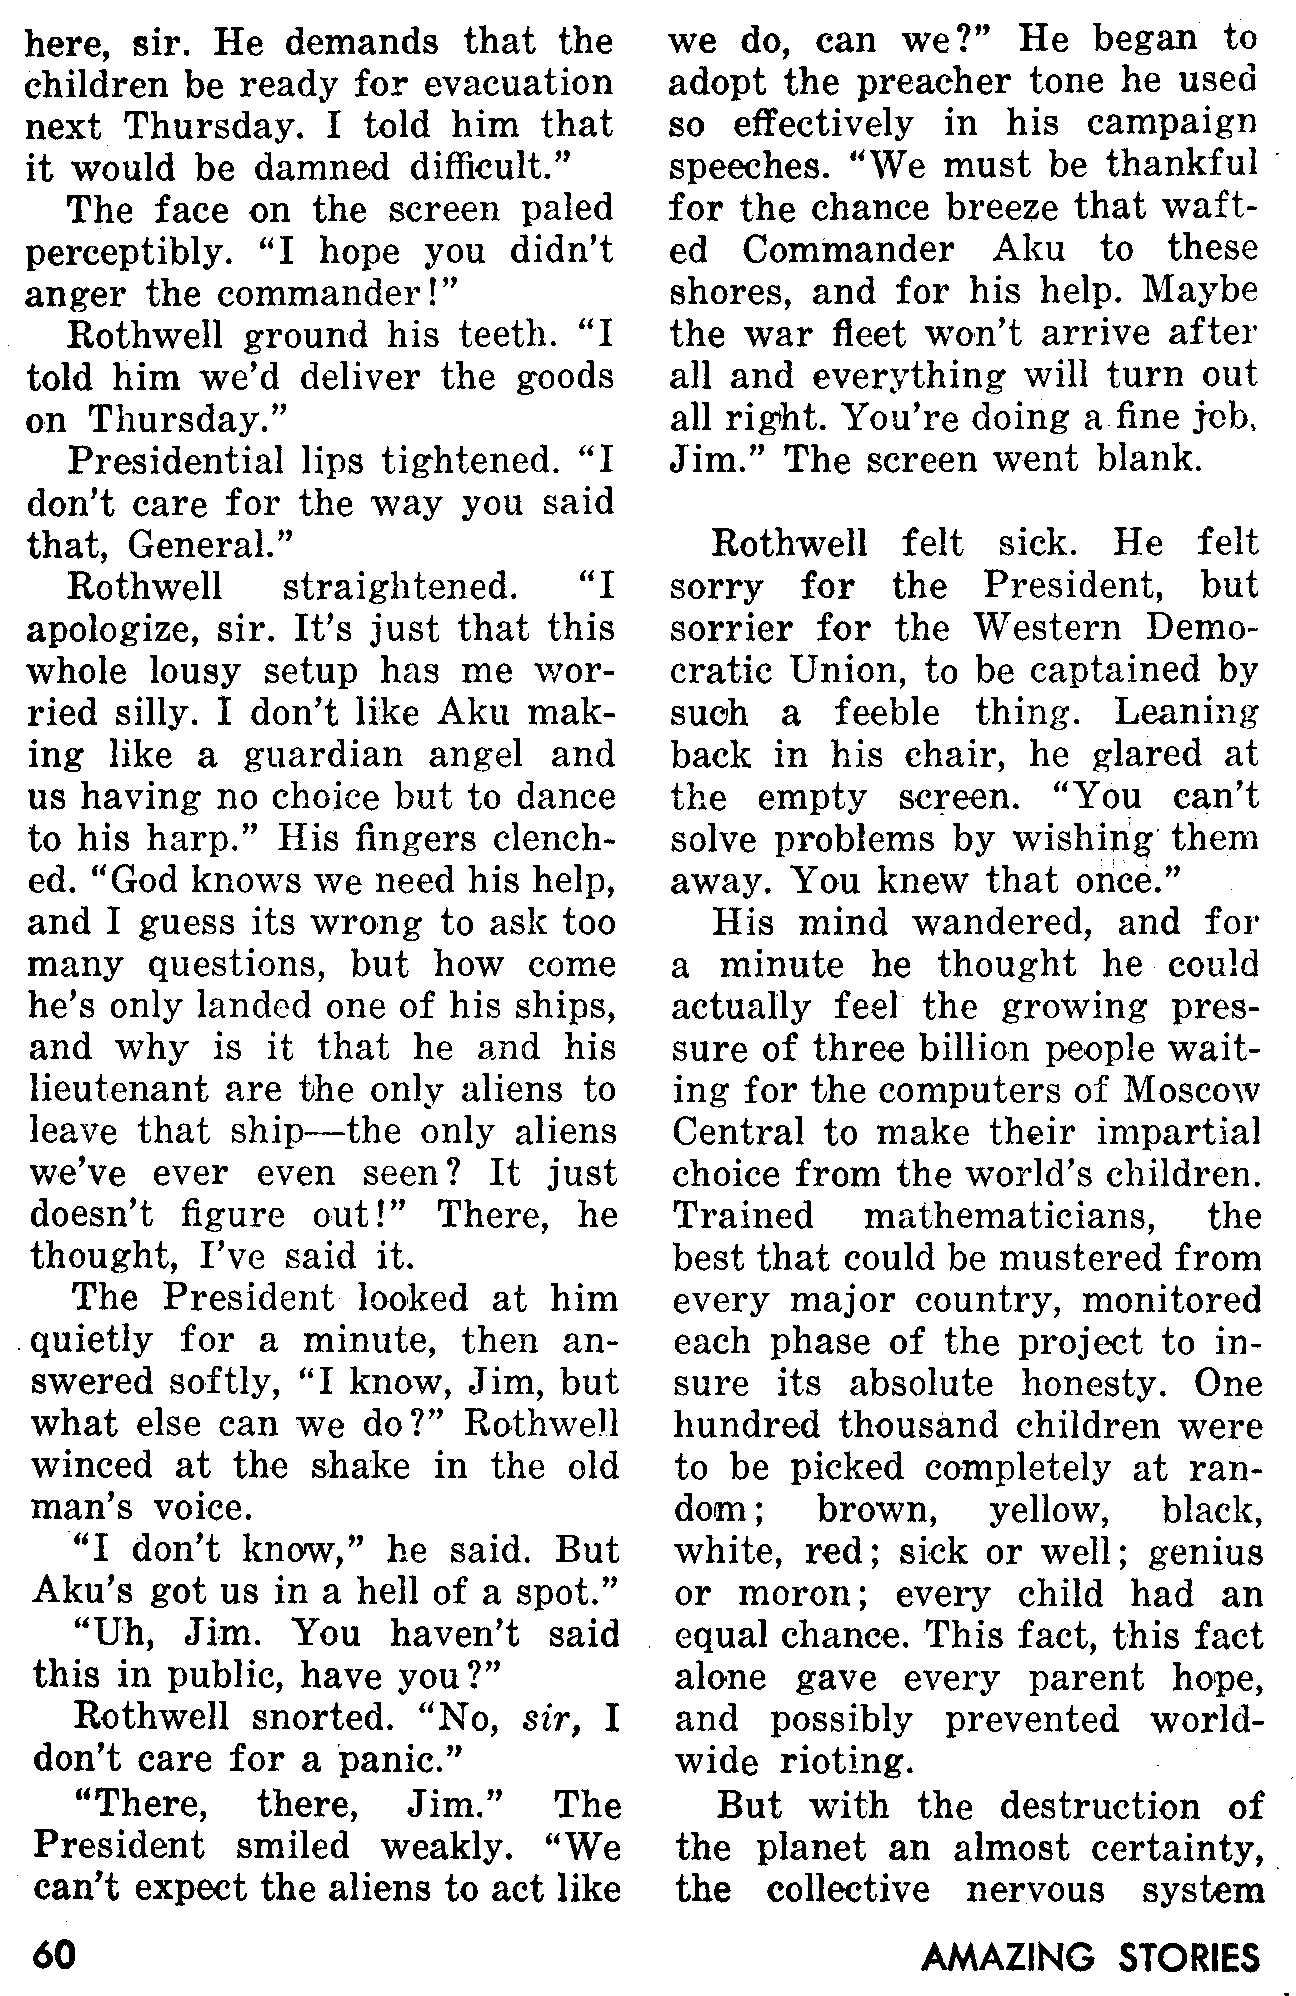 here, sir. He demands that the
children be ready for evacuation
next Thursday. I told him that
it would be damned difficult.”
The face on the screen paled
perceptibly. “I hope you didn’t
anger the commander!”
Rothwell ground his teeth. “I
told him we’d deliver the goods
on Thursday.”
Presidential lips tightened. “I
don’t care for the way you said
that, General.”
Rothwell straightened. “I
apologize, sir. It’s just that this
whole lousy setup has me wor-
ried silly. I don’t like Aku mak-
ing like a guardian angel and
us having no choice but to dance
to his harp.” His fingers clench-
ed. “God knows we need his help,
and I guess its wrong to ask too
many questions, but how come
he’s only landed one of his ships,
and why is it that he and his
lieutenant are the only aliens to
leave that ship—the only aliens
we’ve ever even seen? It just
doesn’t figure out!” There, he
thought, I’ve said it.
The President looked at him
quietly for a minute, then an-
swered softly, “I know, Jim, but
what else can we do?” Rothwell
winced at the shake in the old
man’s voice.
“I don’t know,” he said. But
Aku’s got us in a hell of a spot.”
“Uh, Jim. You haven’t said
this in public, have you?”
Rothwell snorted. “No, sir, I
don’t care for a panic.”
“There, there, Jim.” The
President smiled weakly. “We
can’t expect the aliens to act like
we do, can we?” He began to
adopt the preacher tone he used
so effectively in his campaign
speeches. “We must be thankful
for the chance breeze that waft-
ed Commander Aku to these
shores, and for his help. Maybe
the war fleet won’t arrive after
all and everything will turn out
all right. You’re doing a fine job,
Jim.” The screen went blank.
Rothwell felt sick. He felt
sorry for the President, but
sorrier for the Western Demo-
cratic Union, to be captained by
such a feeble thing. Leaning
back in his chair, he glared at
the empty screen. “You can’t
solve problems by wishing them
away. You knew that once.”
His mind wandered, and for
a minute he thought he could
actually feel the growing pres-
sure of three billion people wait-
ing for the computers of Moscow
Central to make their impartial
choice from the world’s children.
Trained mathematicians, the
best that could be mustered from
every major country, monitored
each phase of the project to in-
sure its absolute honesty. One
hundred thousand children were
to be picked completely at ran-
dom; brown, yellow, black,
white, red; sick or well; genius
or moron; every child had an
equal chance. This fact, this fact
alone gave every parent hope,
and possibly prevented world-
wide rioting.
But with the destruction of
the planet an almost certainty,
the collective nervous system
60
AMAZING STORIES